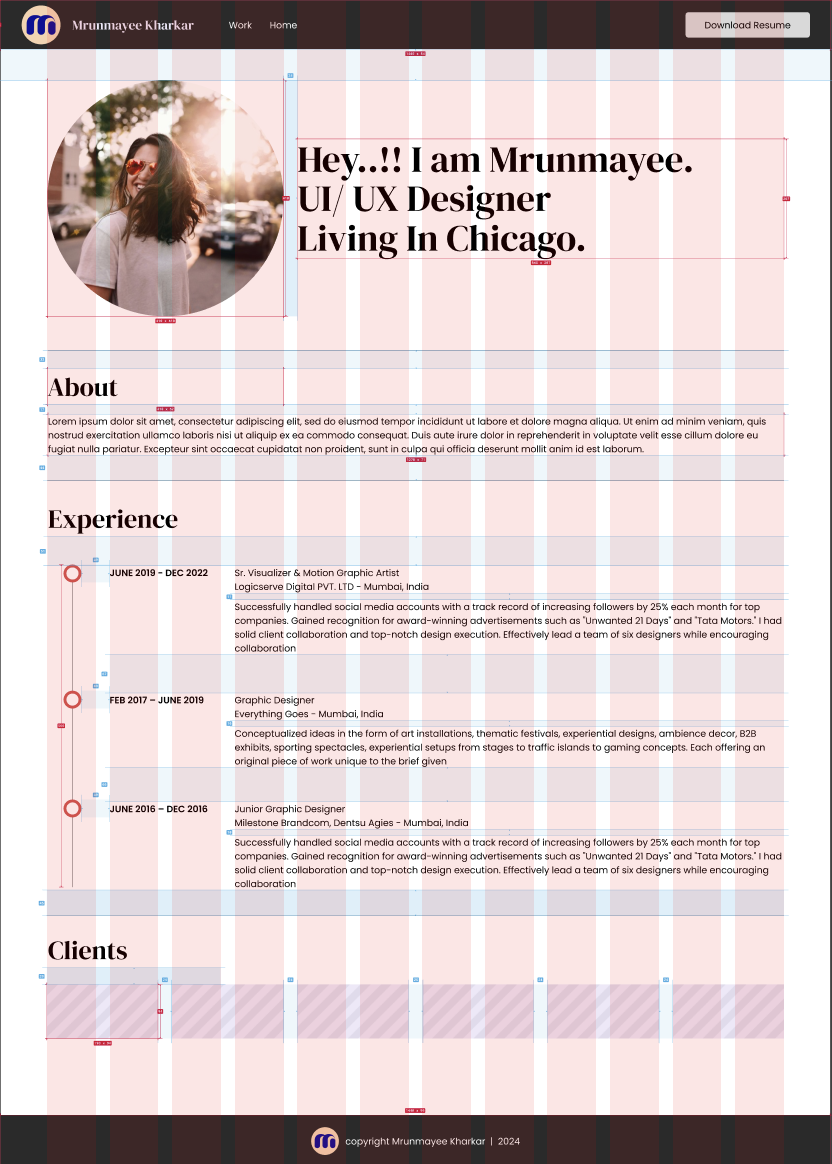 Mrunmayee Kharkar
Work
Home
Download Resume
Hey..!! I am Mrunmayee.
UI/ UX Designer
Living In Chicago.
About
Lorem ipsum dolor sit amet, consectetur adipiscing elit, sed do eiusmod tempor incididunt ut labore et dolore magna aliqua. Ut enim ad minim veniam, quis
nostrud exercitation ullamco laboris nisi ut aliquip ex ea commodo consequat. Duis aute irure dolor in reprehenderit in voluptate velit esse cillum dolore eu
fugiat nulla pariatur. Excepteur sint occaecat cupidatat non proident, sunt in culpa qui officia deserunt mollit anim id est laborum.
Experience
JUNE 2019 - DEC 2022
Sr. Visualizer & Motion Graphic Artist
Logicserve Digital PVT. LTD - Mumbai, India
Successfully handled social media accounts with a track record of increasing followers by 25% each month for top
companies. Gained recognition for award-winning advertisements such as "Unwanted 21 Days" and "Tata Motors." I had
solid client collaboration and top-notch design execution. Effectively lead a team of six designers while encouraging
collaboration
FEB 2017 – JUNE 2019
Graphic Designer
Everything Goes - Mumbai, India
Conceptualized ideas in the form of art installations, thematic festivals, experiential designs, ambience decor, B2B
exhibits, sporting spectacles, experiential setups from stages to traffic islands to gaming concepts. Each offering an
original piece of work unique to the brief given
JUNE 2016 – DEC 2016
Junior Graphic Designer
Milestone Brandcom, Dentsu Agies - Mumbai, India
Successfully handled social media accounts with a track record of increasing followers by 25% each month for top
companies. Gained recognition for award-winning advertisements such as "Unwanted 21 Days" and "Tata Motors." I had
solid client collaboration and top-notch design execution. Effectively lead a team of six designers while encouraging
collaboration
Clients
copyright Mrunmayee Kharkar | 2024